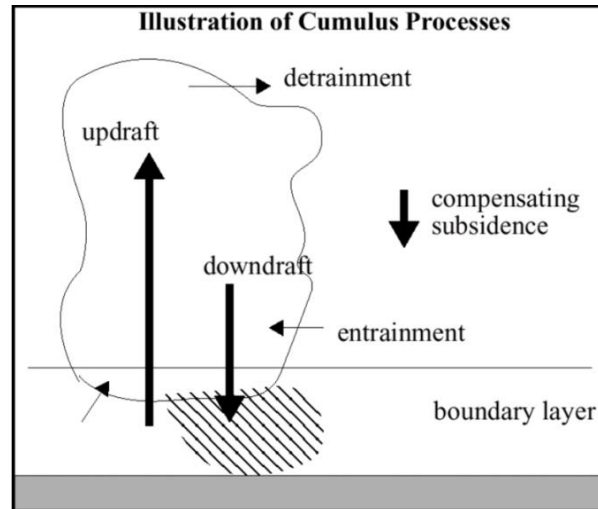 Illustration of Cumulus Processes
detrainment
updraft
compensating
subsidence
downdraft
entrainment
boundary layer